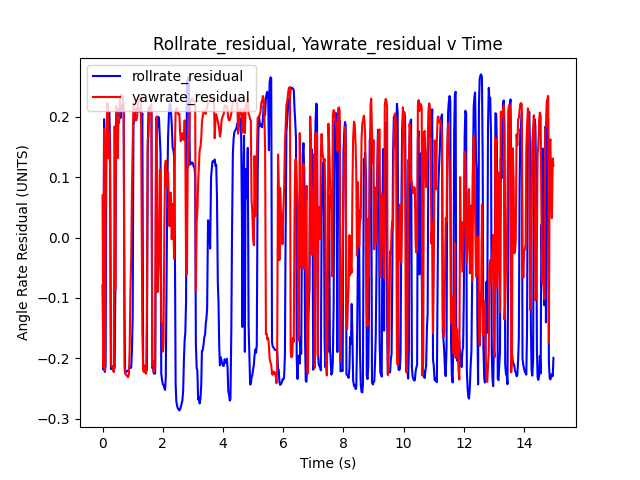 Rollrate_residual, Yawrate_residual v Time
rollrate_residual
yawrate_residual
Angle Rate Residual (UNITS)
0.2
0.1
0.0
−0.1
−0.2
−0.3
0 2 4 6 8 10 12 14
Time (s)